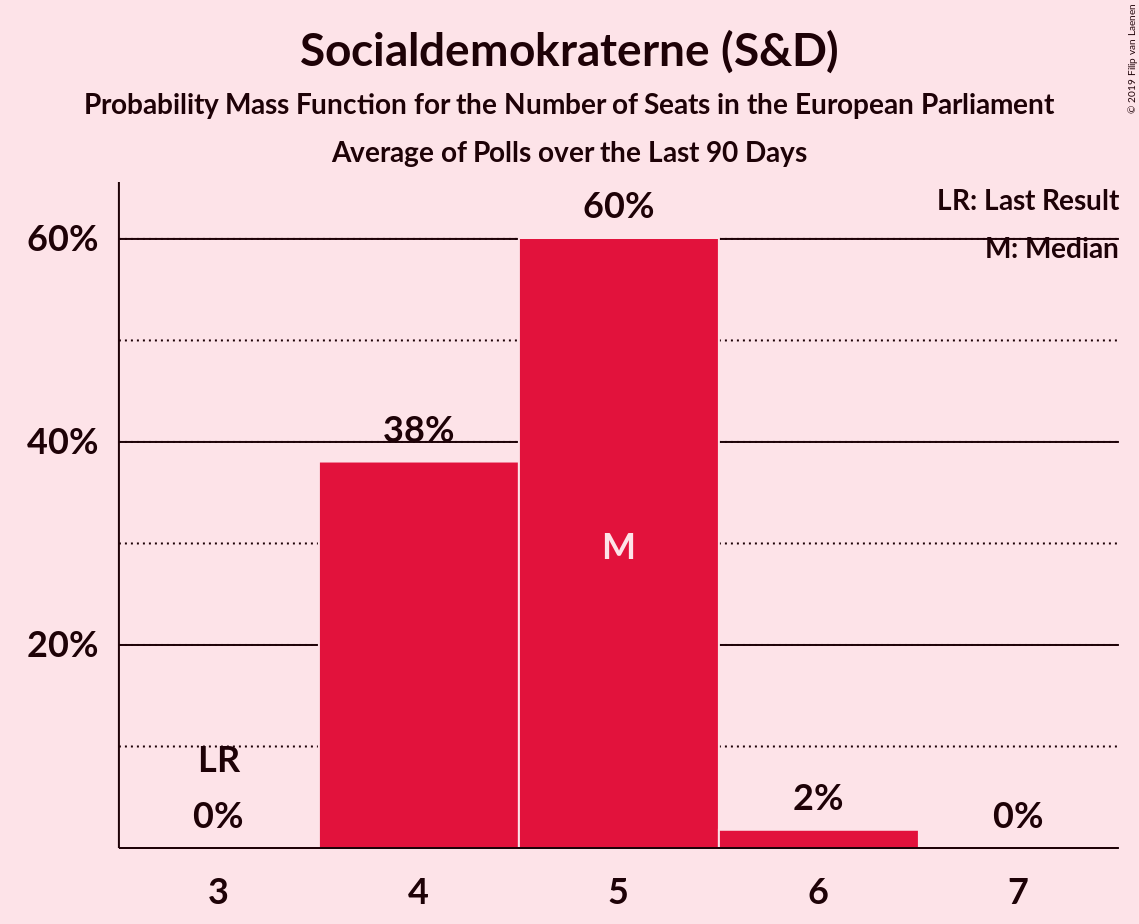 Socialdemokraterne (S&D)
Probability Mass Function for the Number of Seats in the European Parliament
Average of Polls over the Last 90 Days
© 2019 Filip van Laenen
LR: Last Result
M: Median
60%
40%
20%
60%
38%
M
LR
0%
2%
0%
3 4 5 6 7